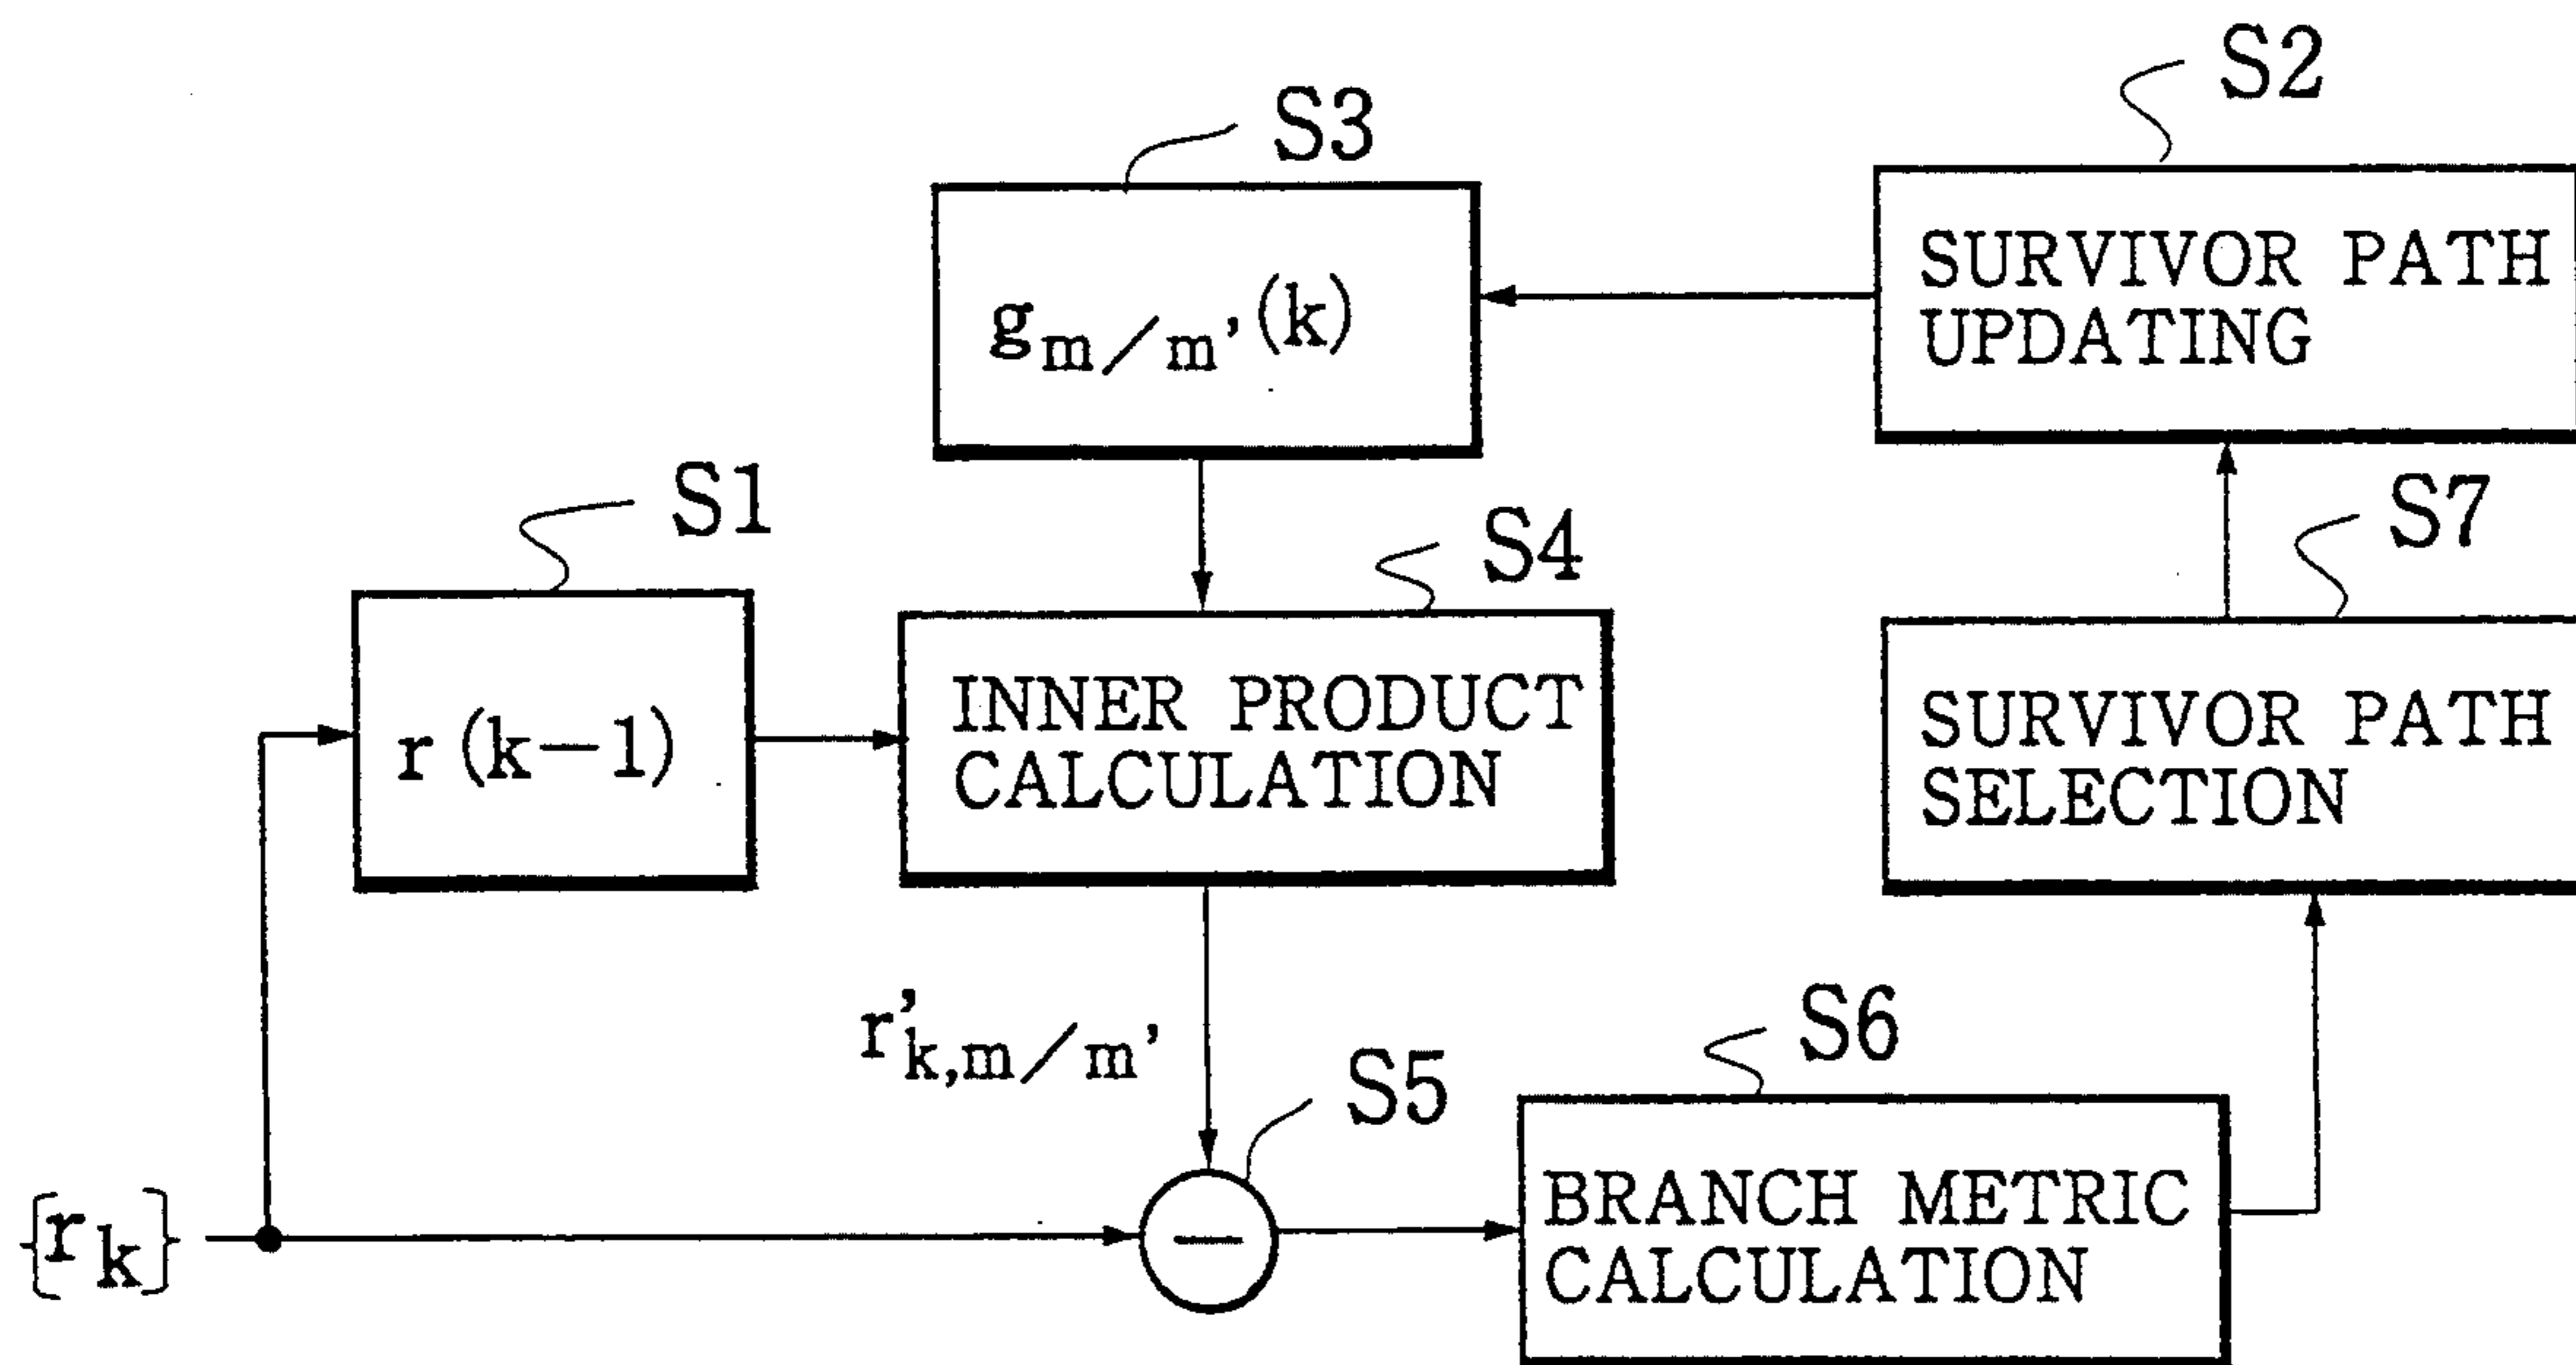 S2
S3
SURVIVOR PATH
UPDATING
g m/m' (k)
S1
S4
S7
r (k-1)
INNER PRODUCT
CALCULATION
SURVIVOR PATH
SELECTION
r' k,m/m'
S5
S6
{r k}
−
BRANCH METRIC
CALCULATION